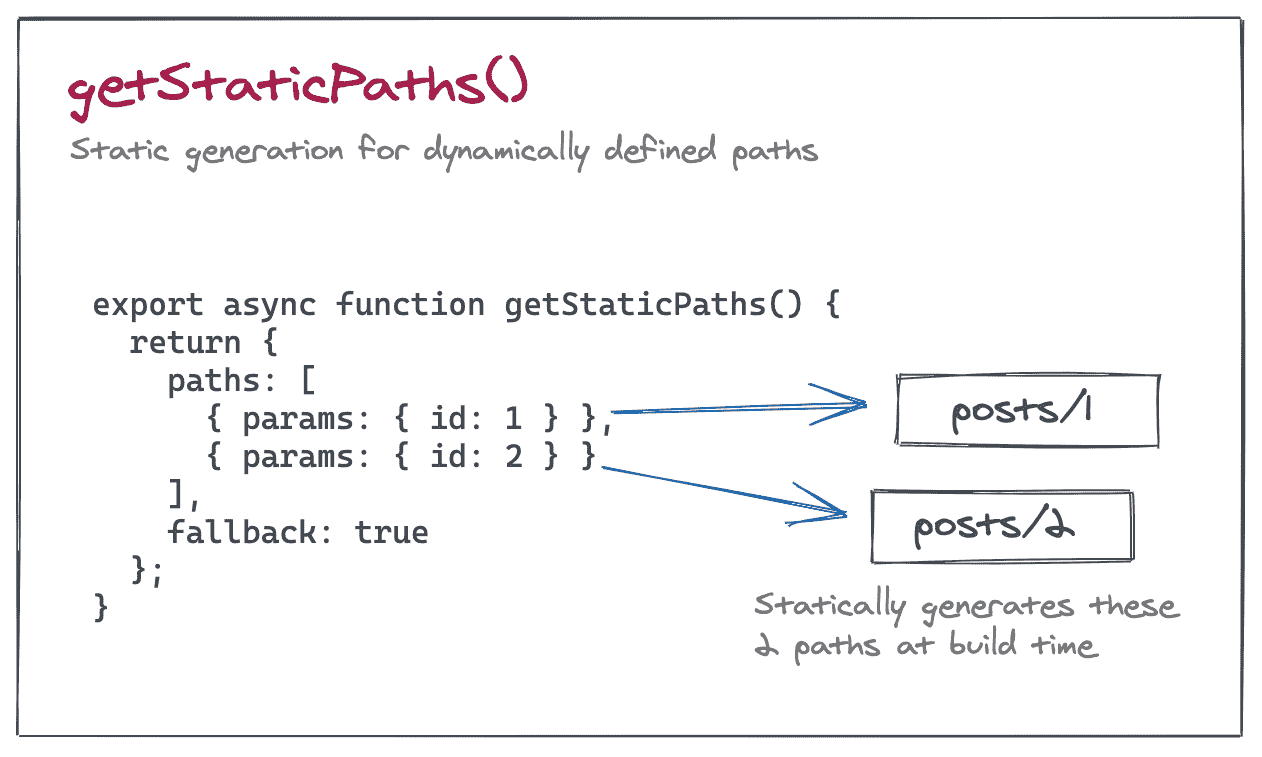 getStaticPaths()
Static generation for dynamically defined paths
export async function getStaticPaths() {
  return {
    paths: [
      { params: { id: 1 } },
      { params: { id: 2 } }
    ],
    fallback: true
  };
}
posts/1
posts/2
Statically generates these
2 paths at build time